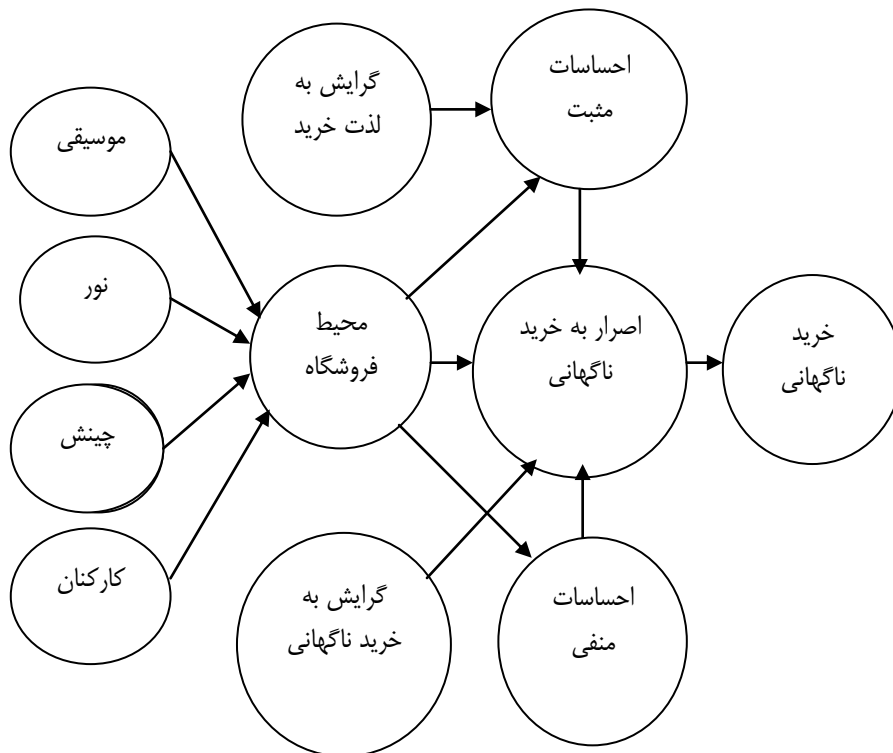 احساسات
مثبت
گرایش به
لذت خرید
موسیقی
نور
محیط
فروشگاه
اصرار به خرید
ناگهانی
خرید
ناگهانی
چینش
کارکنان
گرایش به
خرید ناگهانی
احساسات
منفی